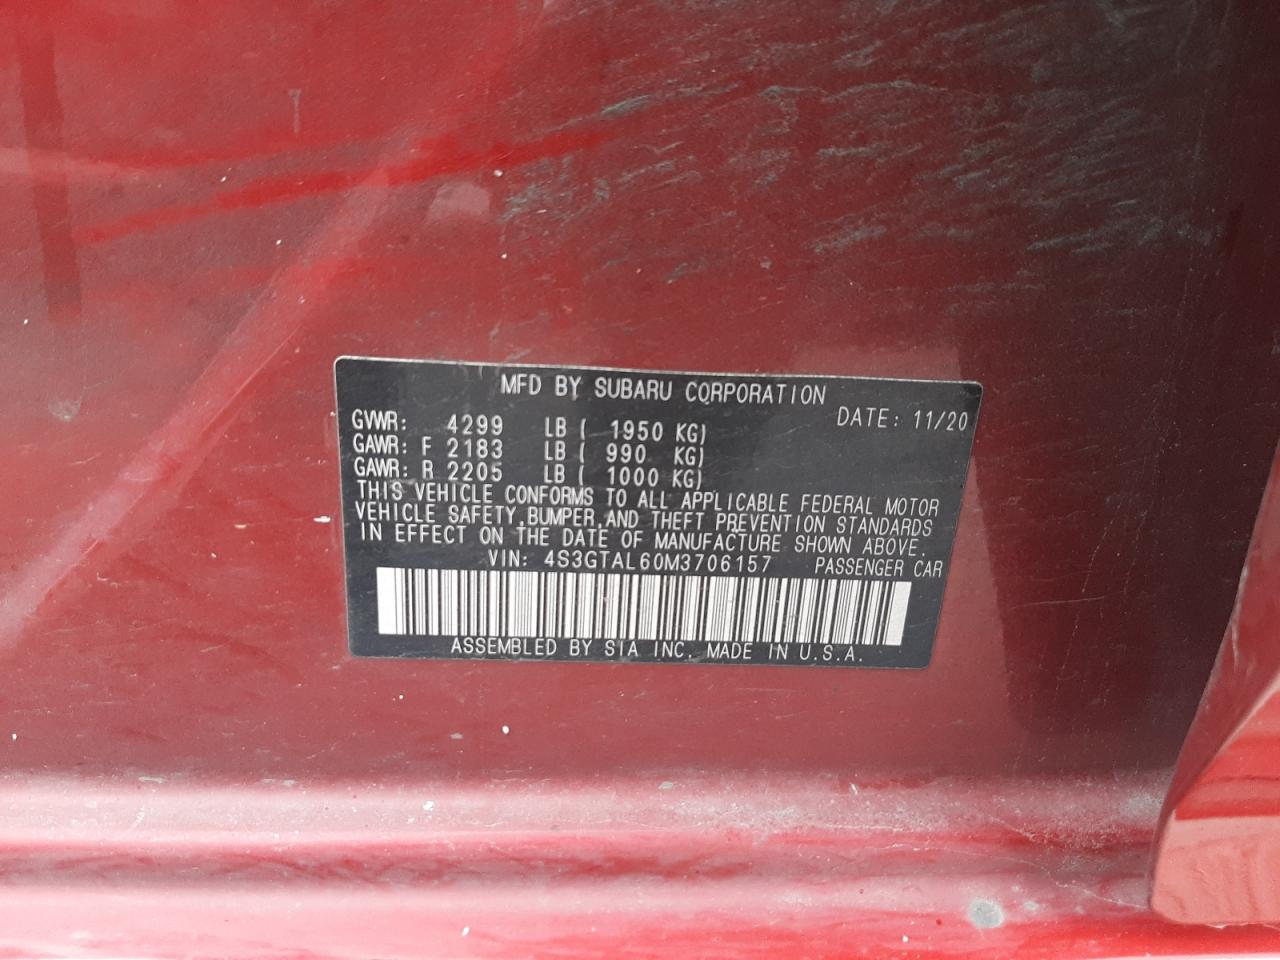 MFD BY SUBARU CORPORATION
DATE: 11/20
GVWR: 4299 LB ( 1950 KG)
GAWR: F 2183 LB ( 990 KG)
GAWR: R 2205 LB ( 1000 KG)
THIS VEHICLE CONFORMS TO ALL APPLICABLE FEDERAL MOTOR
VEHICLE SAFETY,BUMPER,AND THEFT PREVENTION STANDARDS
IN EFFECT ON THE DATE OF MANUFACTURE SHOWN ABOVE.
VIN: 4S3GTAL60M3706157 PASSENGER CAR
ASSEMBLED BY SIA INC. MADE IN U.S.A.